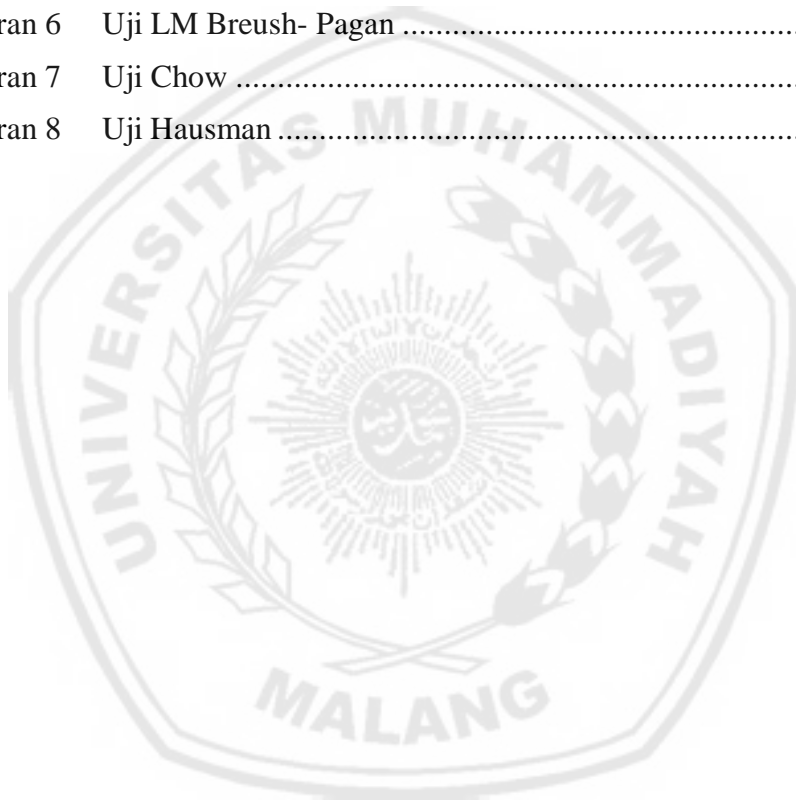 ran 6 Uji LM Breush- Pagan ................................................
ran 7 Uji Chow ......................................................................
ran 8 Uji Hausman ................................................................
UNIVERSITAS MUHAMMADIYAH
MALANG